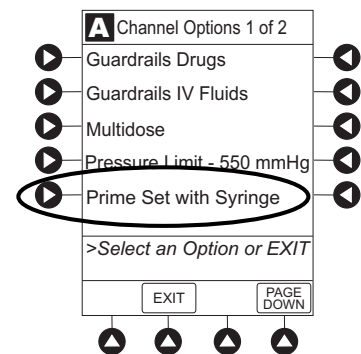 A Channel Options 1 of 2
Guardrails Drugs
Guardrails IV Fluids
Multidose
Pressure Limit - 550 mmHg
Prime Set with Syringe
>Select an Option or EXIT
EXIT
PAGE
DOWN